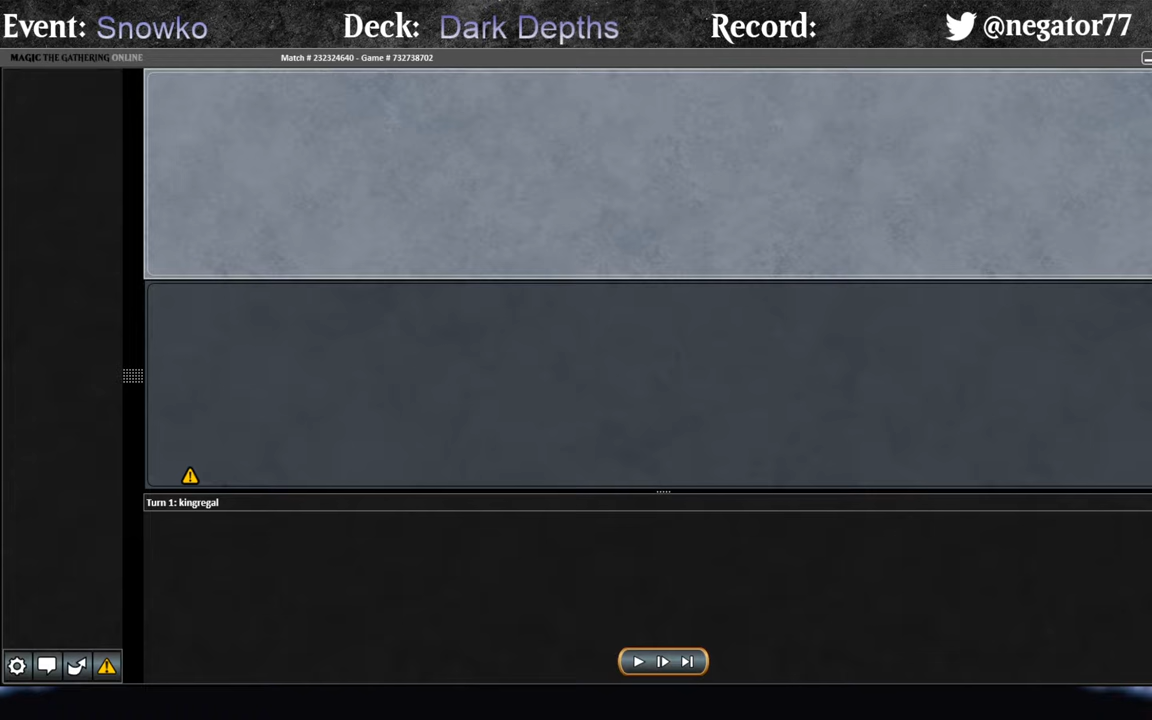 Event: Snowko Deck: Dark Depths Record: @negator77
MAGIC THE GATHERING ONLINE Match # 232324640 - Game # 732738702
Turn 1: kingregal